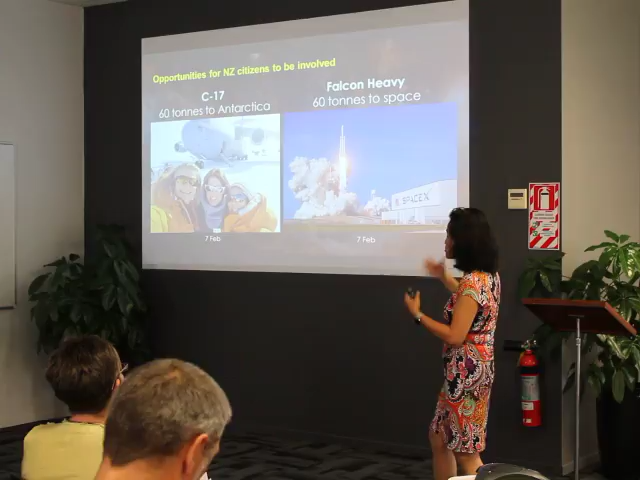 Opportunities for NZ citizens to be involved
C-17
60 tonnes to Antarctica
Falcon Heavy
60 tonnes to space
SPACEX
7 Feb
7 Feb